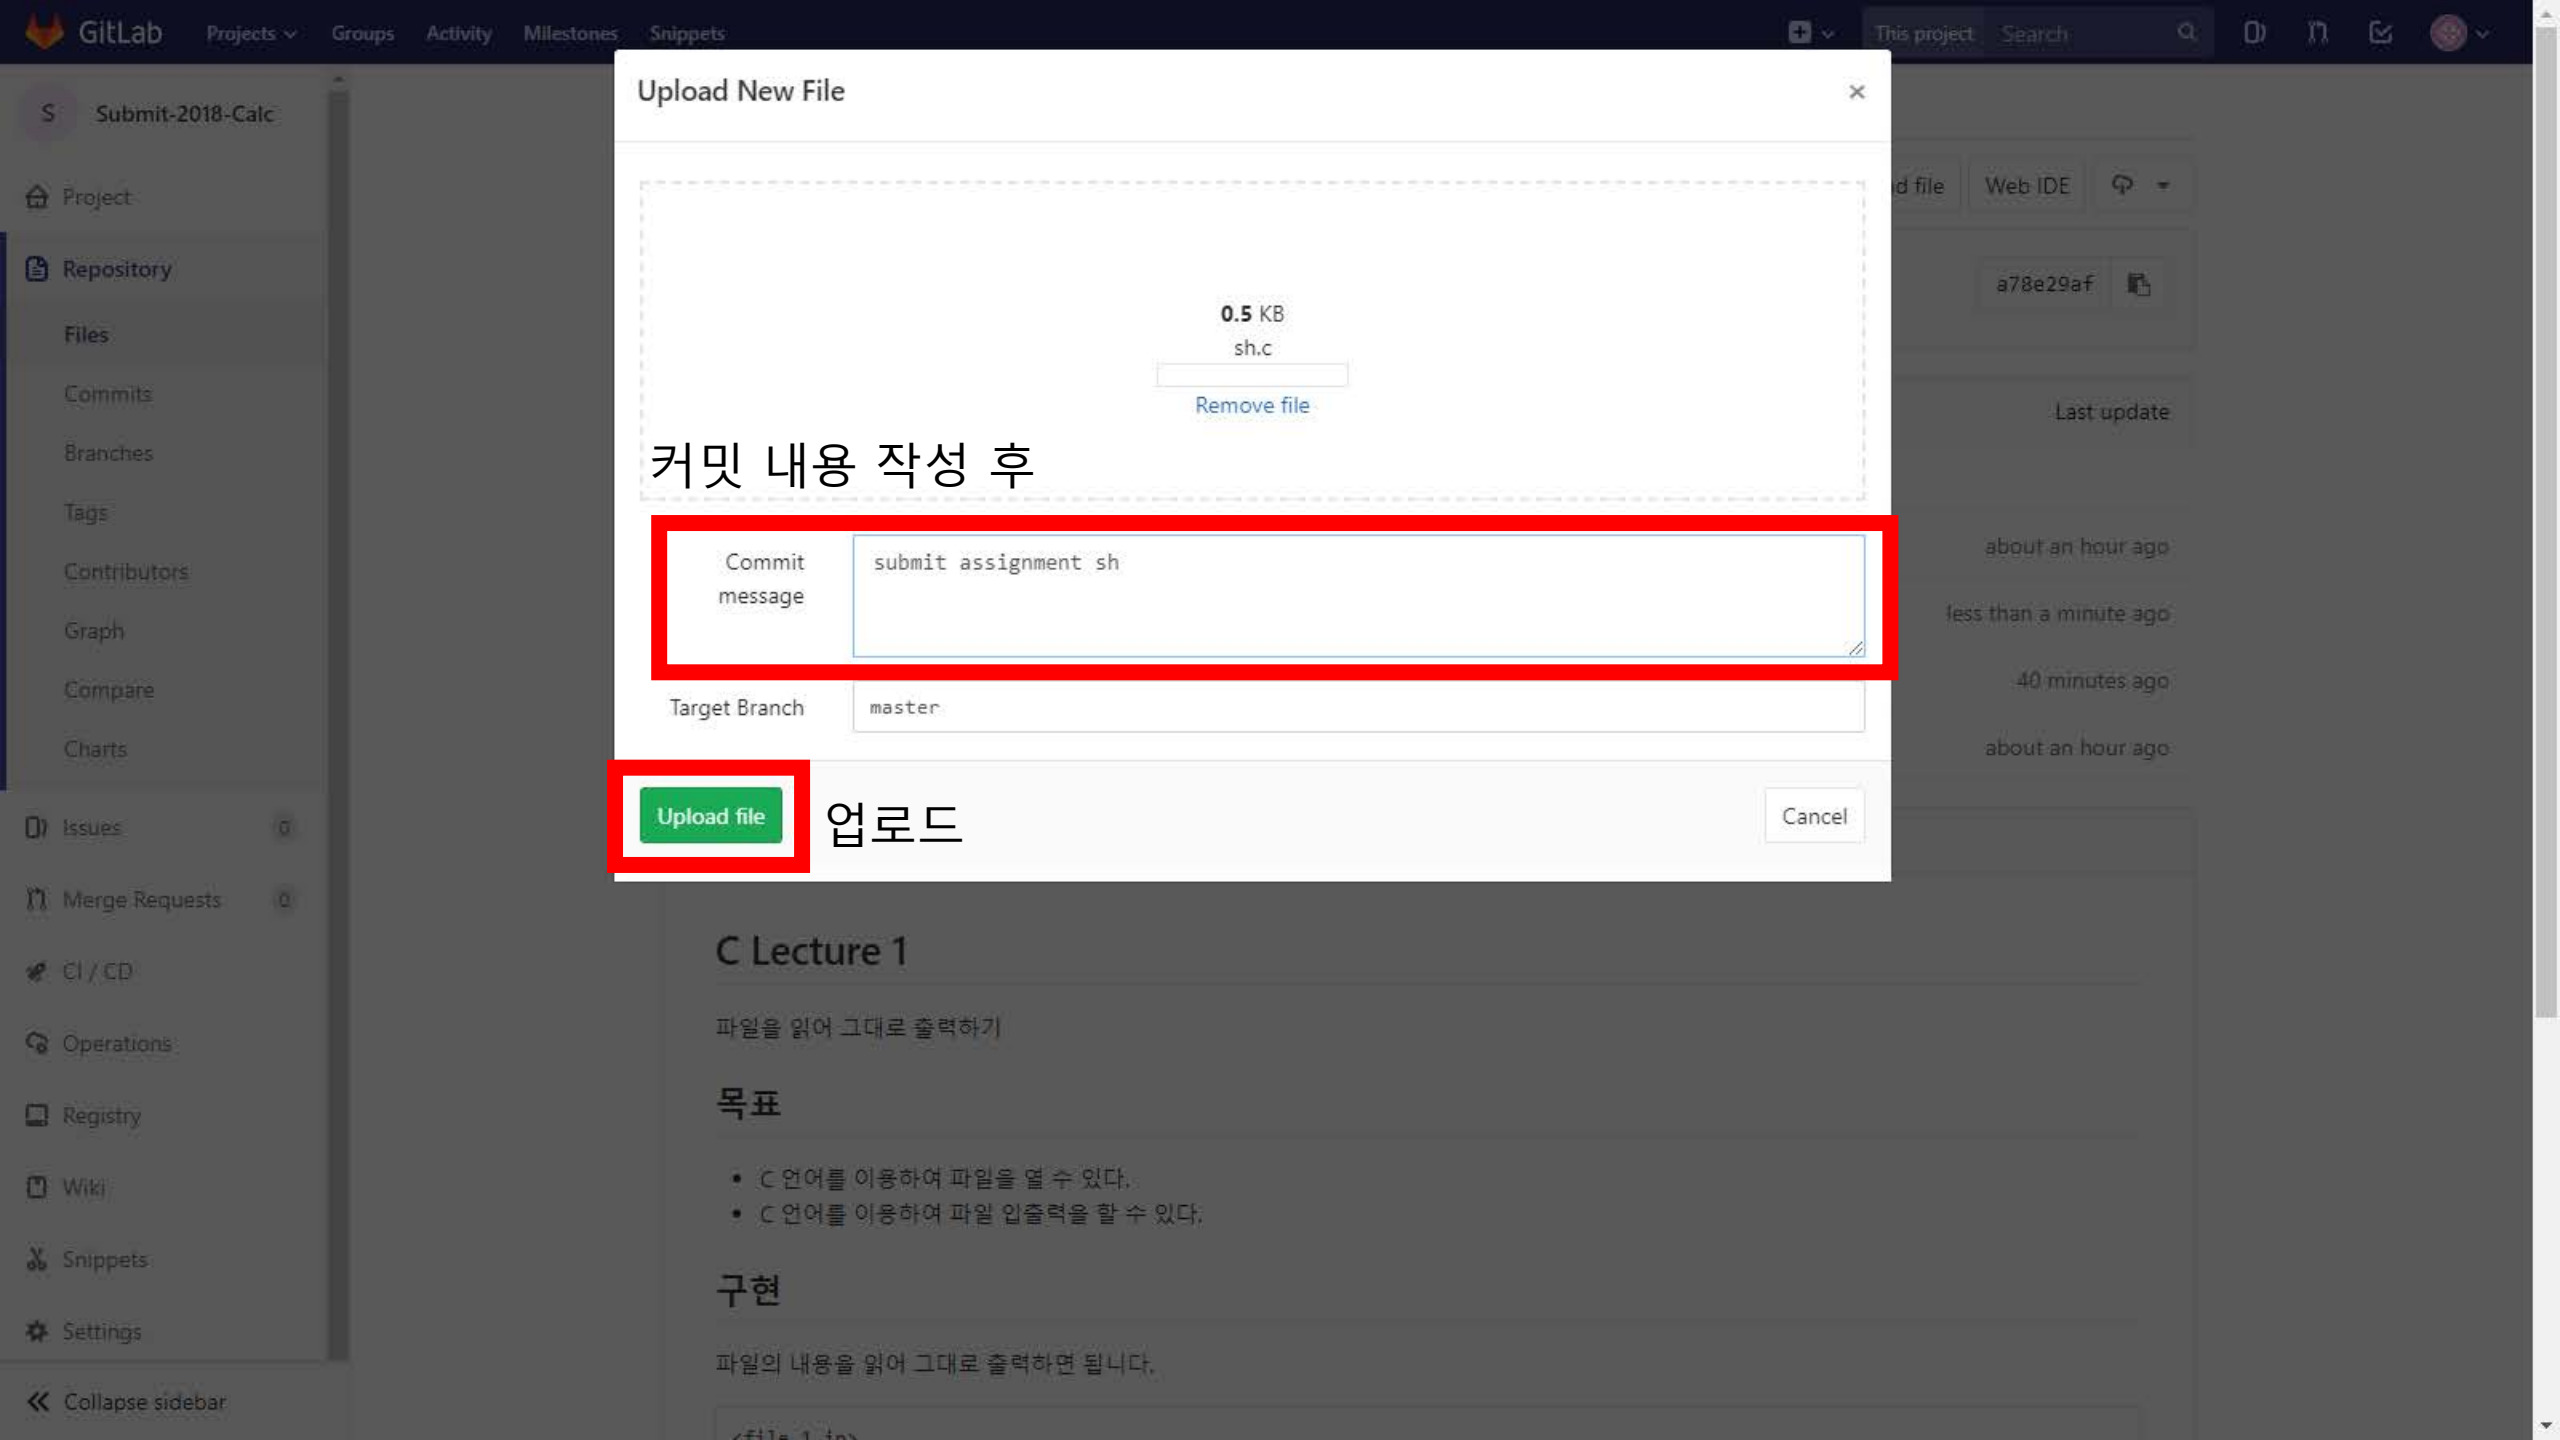 GitLab Projects Groups Activity Milestones Snippets This project Search
S Submit-2018-Calc
Project
Repository
Files
Commits
Branches
Tags
Contributors
Graph
Compare
Charts
Issues 0
Merge Requests 0
CI / CD
Operations
Registry
Wiki
Snippets
Settings
Collapse sidebar
Upload New File
×
0.5 KB
sh.c
Remove file
커밋 내용 작성 후
Commit
message
submit assignment sh
Target Branch
master
Upload file
업로드
Cancel
file Web IDE
a78e29af
Last update
about an hour ago
less than a minute ago
40 minutes ago
about an hour ago
C Lecture 1
파일을 읽어 그대로 출력하기
목표
• C 언어를 이용하여 파일을 열 수 있다.
• C 언어를 이용하여 파일 입출력을 할 수 있다.
구현
파일의 내용을 읽어 그대로 출력하면 됩니다.